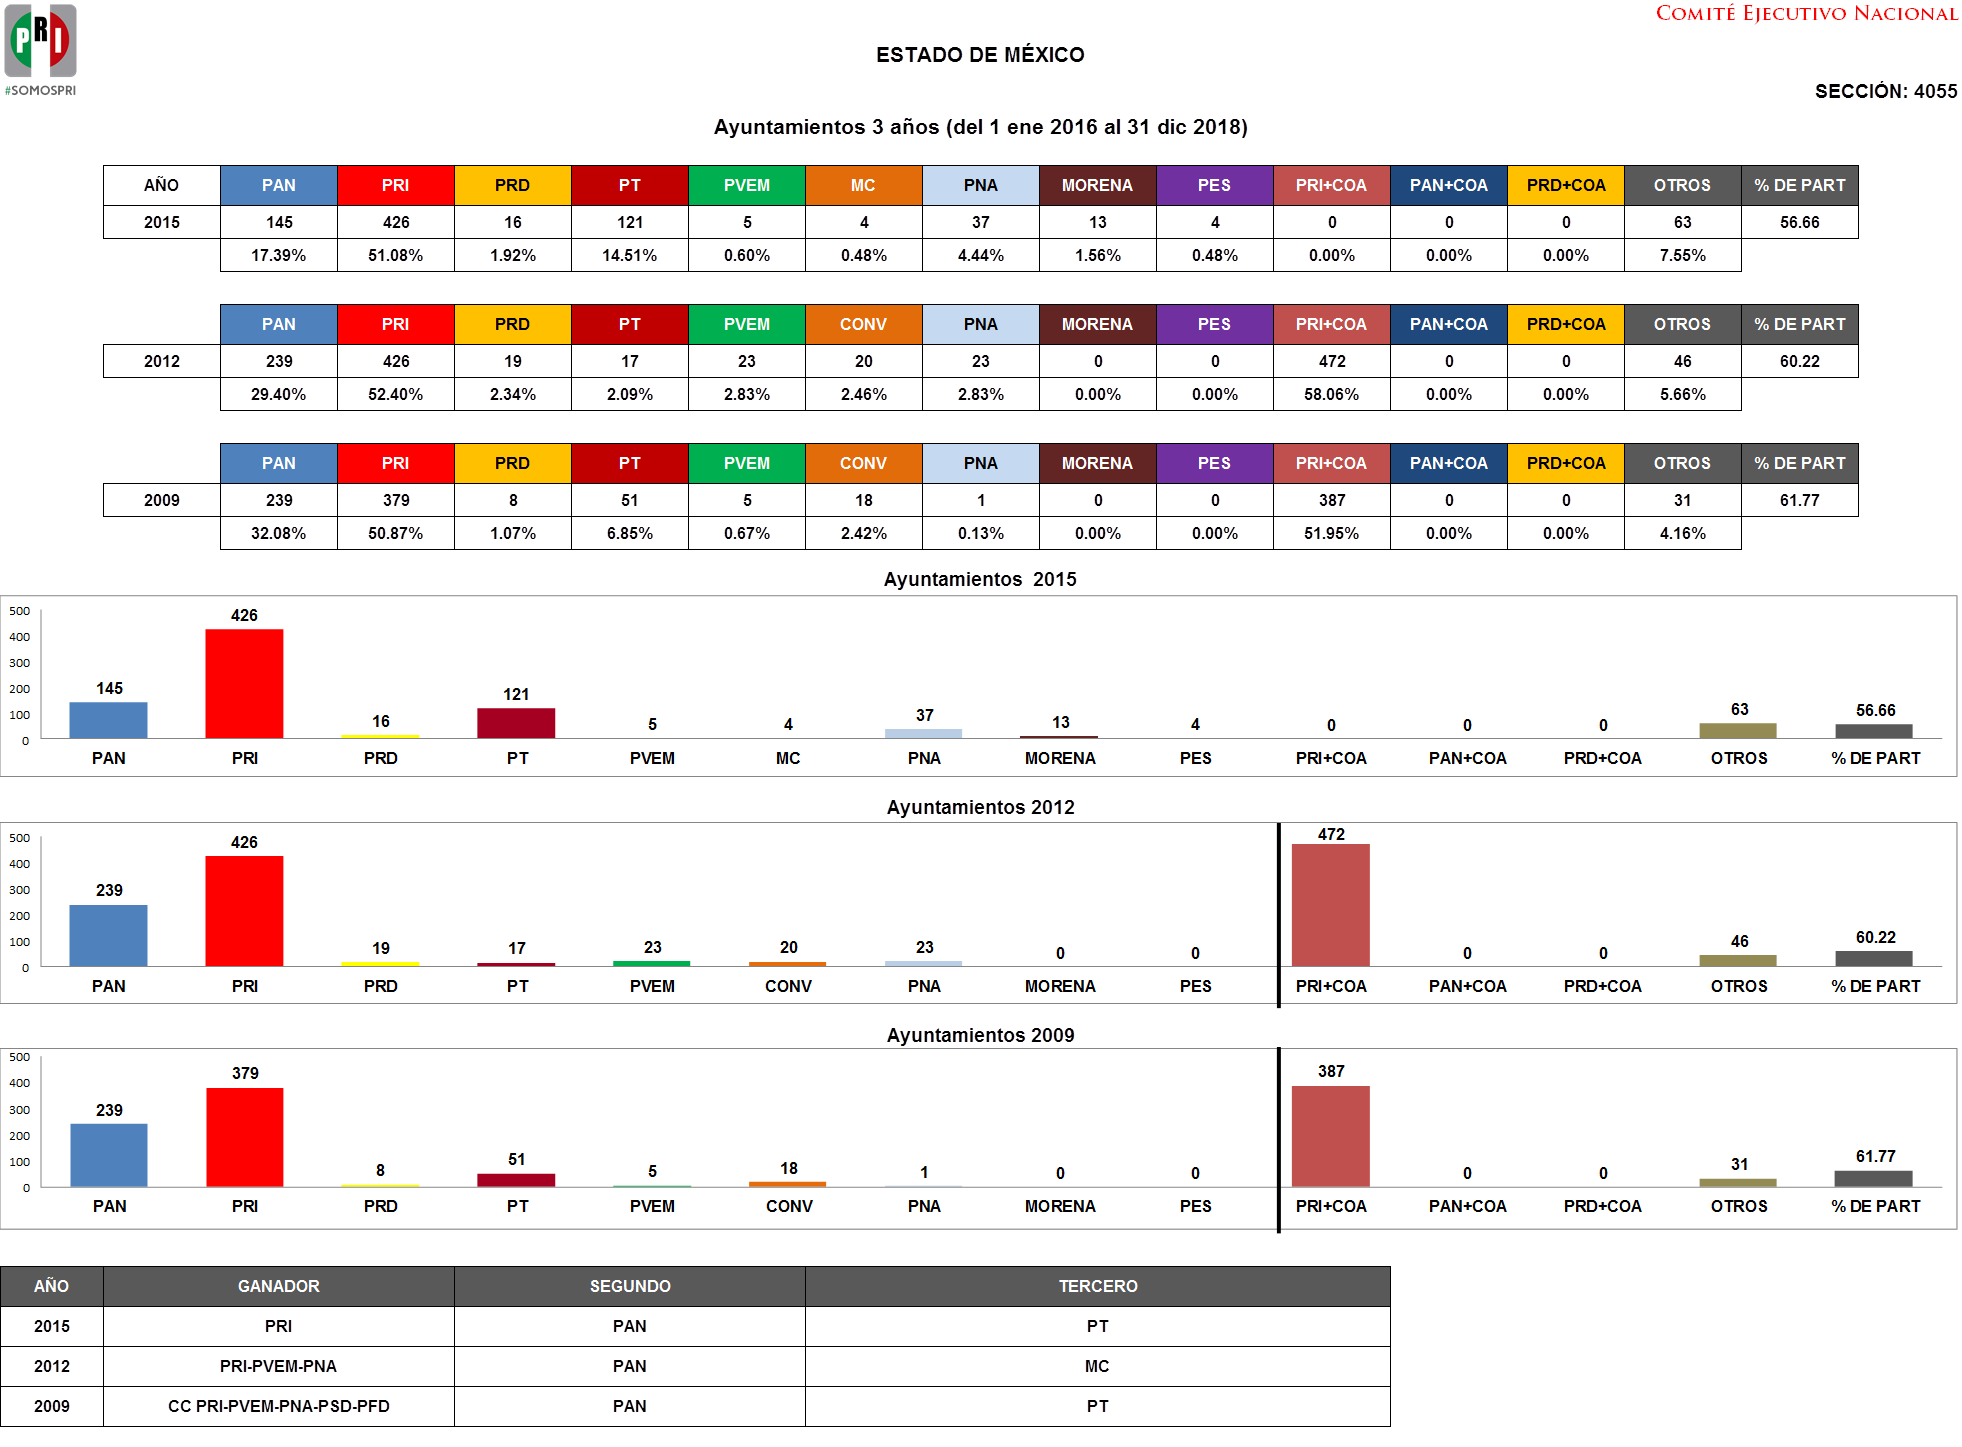 COMITÉ EJECUTIVO NACIONAL
PRI
#SOMOSPRI
ESTADO DE MÉXICO
SECCIÓN: 4055
Ayuntamientos 3 años (del 1 ene 2016 al 31 dic 2018)
AÑO PAN PRI PRD PT PVEM MC PNA MORENA PES PRI+COA PAN+COA PRD+COA OTROS % DE PART
2015 145 426 16 121 5 4 37 13 4 0 0 0 63 56.66
17.39% 51.08% 1.92% 14.51% 0.60% 0.48% 4.44% 1.56% 0.48% 0.00% 0.00% 0.00% 7.55%
PAN PRI PRD PT PVEM CONV PNA MORENA PES PRI+COA PAN+COA PRD+COA OTROS % DE PART
2012 239 426 19 17 23 20 23 0 0 472 0 0 46 60.22
29.40% 52.40% 2.34% 2.09% 2.83% 2.46% 2.83% 0.00% 0.00% 58.06% 0.00% 0.00% 5.66%
PAN PRI PRD PT PVEM CONV PNA MORENA PES PRI+COA PAN+COA PRD+COA OTROS % DE PART
2009 239 379 8 51 5 18 1 0 0 387 0 0 31 61.77
32.08% 50.87% 1.07% 6.85% 0.67% 2.42% 0.13% 0.00% 0.00% 51.95% 0.00% 0.00% 4.16%
Ayuntamientos 2015
500
400
300
200
100
0
145 426 16 121 5 4 37 13 4 0 0 0 63 56.66
PAN PRI PRD PT PVEM MC PNA MORENA PES PRI+COA PAN+COA PRD+COA OTROS % DE PART
Ayuntamientos 2012
500
400
300
200
100
0
239 426 19 17 23 20 23 0 0 472 0 0 46 60.22
PAN PRI PRD PT PVEM CONV PNA MORENA PES PRI+COA PAN+COA PRD+COA OTROS % DE PART
Ayuntamientos 2009
500
400
300
200
100
0
239 379 8 51 5 18 1 0 0 387 0 0 31 61.77
PAN PRI PRD PT PVEM CONV PNA MORENA PES PRI+COA PAN+COA PRD+COA OTROS % DE PART
AÑO GANADOR SEGUNDO TERCERO
2015 PRI PAN PT
2012 PRI-PVEM-PNA PAN MC
2009 CC PRI-PVEM-PNA-PSD-PFD PAN PT